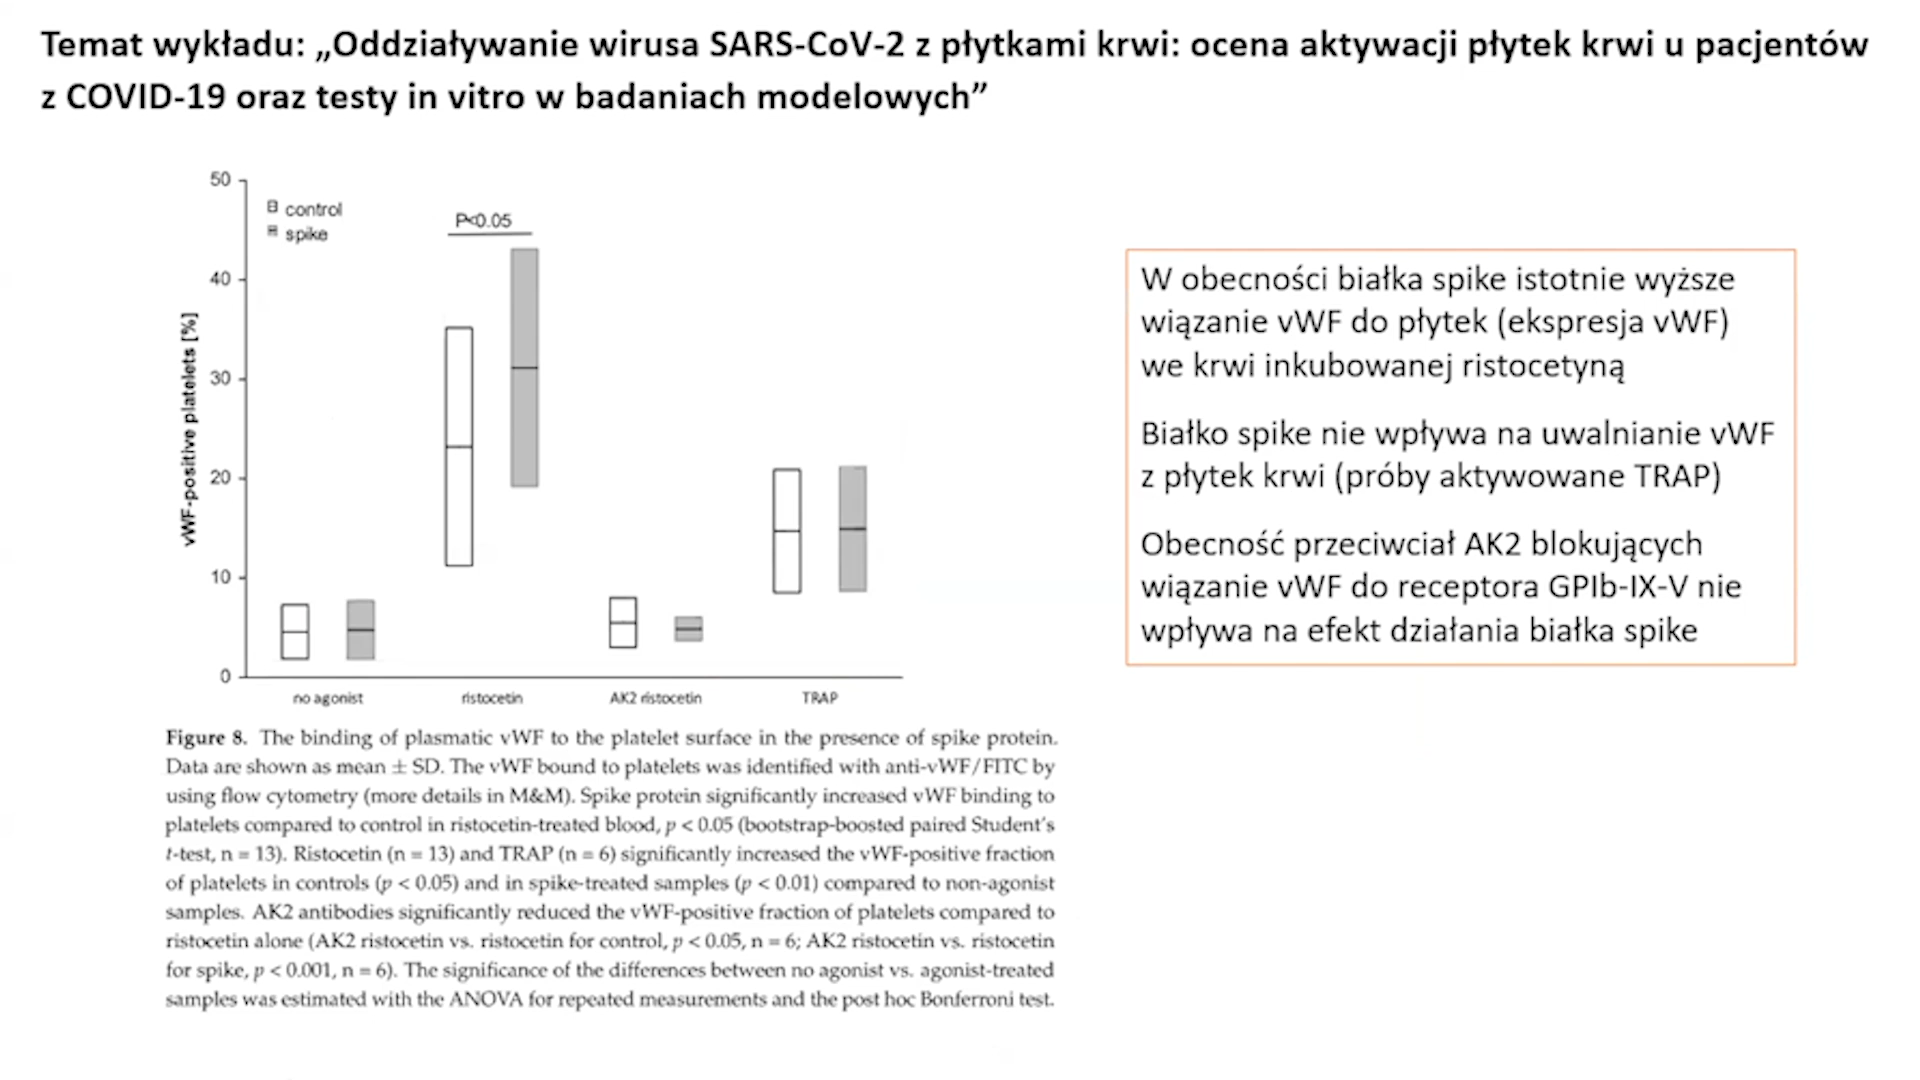 Temat wykładu: „Oddziaływanie wirusa SARS-CoV-2 z płytkami krwi: ocena aktywacji płytek krwi u pacjentów
z COVID-19 oraz testy in vitro w badaniach modelowych”
50
40
30
20
10
0
vWF-positive platelets [%]
control
spike
P<0.05
no agonist
ristocetin
AK2 ristocetin
TRAP
Figure 8. The binding of plasmatic vWF to the platelet surface in the presence of spike protein.
Data are shown as mean ± SD. The vWF bound to platelets was identified with anti-vWF/FITC by
using flow cytometry (more details in M&M). Spike protein significantly increased vWF binding to
platelets compared to control in ristocetin-treated blood, p < 0.05 (bootstrap-boosted paired Student's
t-test, n = 13). Ristocetin (n = 13) and TRAP (n = 6) significantly increased the vWF-positive fraction
of platelets in controls (p < 0.05) and in spike-treated samples (p < 0.01) compared to non-agonist
samples. AK2 antibodies significantly reduced the vWF-positive fraction of platelets compared to
ristocetin alone (AK2 ristocetin vs. ristocetin for control, p < 0.05, n = 6; AK2 ristocetin vs. ristocetin
for spike, p < 0.001, n = 6). The significance of the differences between no agonist vs. agonist-treated
samples was estimated with the ANOVA for repeated measurements and the post hoc Bonferroni test.
W obecności białka spike istotnie wyższe
wiązanie vWF do płytek (ekspresja vWF)
we krwi inkubowanej ristocetyną
Białko spike nie wpływa na uwalnianie vWF
z płytek krwi (próby aktywowane TRAP)
Obecność przeciwciał AK2 blokujących
wiązanie vWF do receptora GPIb-IX-V nie
wpływa na efekt działania białka spike